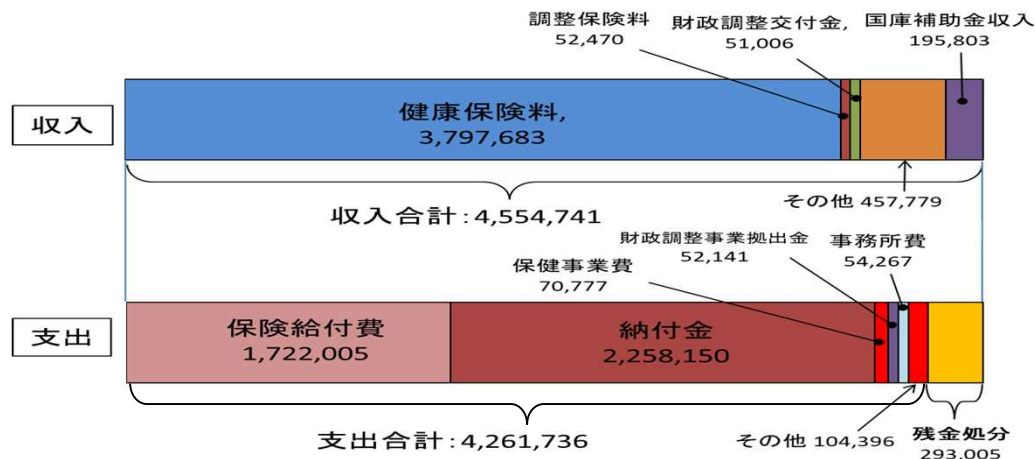 調整保険料
52,470
財政調整交付金,
51,006
国庫補助金収入
195,803
収入
健康保険料,
3,797,683
その他 457,779
収入合計:4,554,741
財政調整事業拠出金
52,141
事務所費
54,267
保健事業費
70,777
支出
保険給付費
1,722,005
納付金
2,258,150
支出合計:4,261,736
その他 104,396
残金処分
293,005